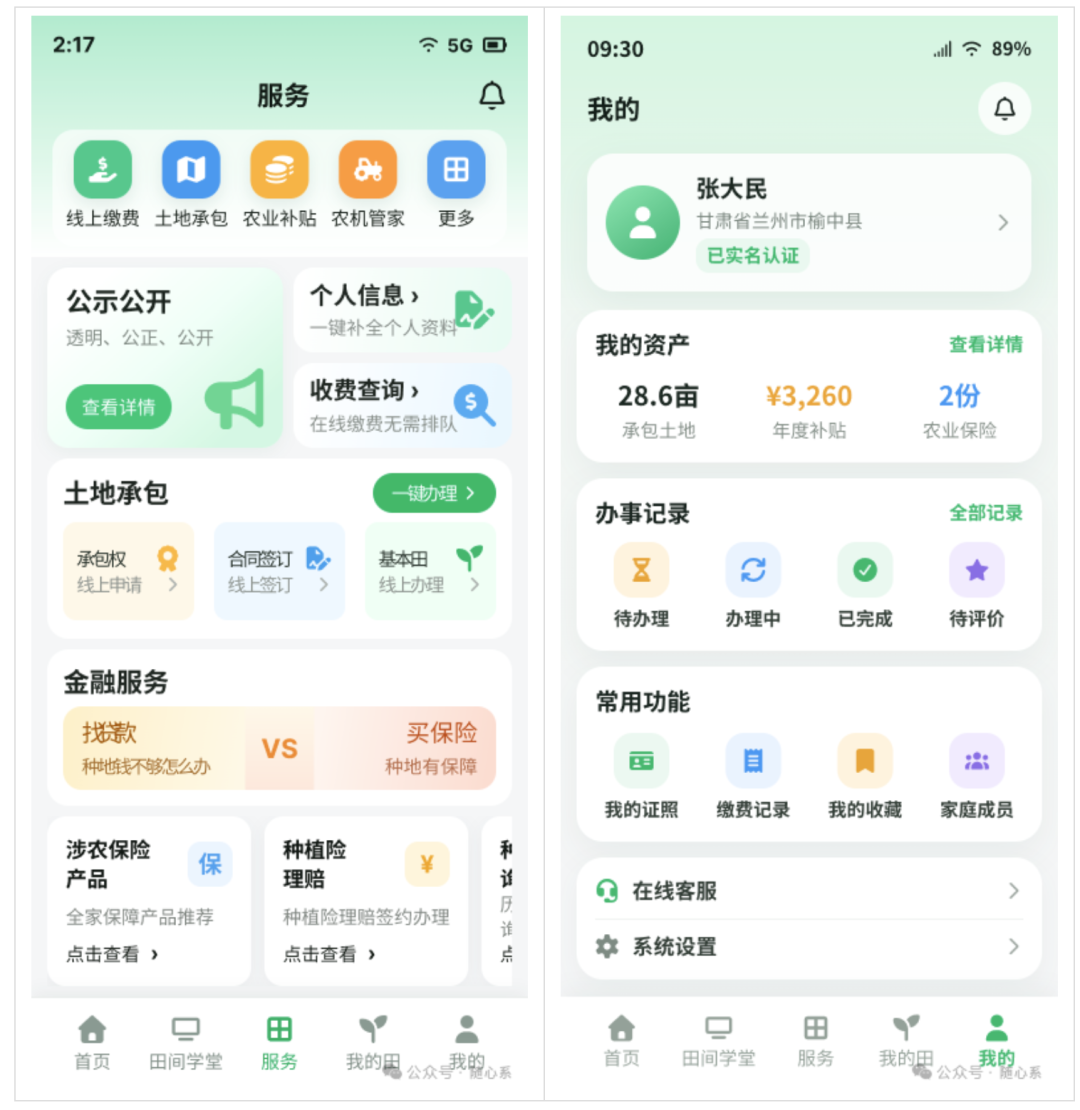 2:17
5G
服务
线上缴费
土地承包
农业补贴
农机管家
更多
公示公开
透明、公正、公开
查看详情
个人信息 ›
一键补全个人资料
收费查询 ›
在线缴费无需排队
土地承包
一键办理 >
承包权
线上申请 >
合同签订
线上签订 >
基本田
线上办理 >
金融服务
找贷款
种地钱不够怎么办
VS
买保险
种地有保障
涉农保险
产品
保
全家保障产品推荐
点击查看 ›
种植险
理赔
¥
种植险理赔签约办理
点击查看 ›
首页
田间学堂
服务
我的田
我的
公众号 · 随心系
09:30
89%
我的
张大民
甘肃省兰州市榆中县
已实名认证
我的资产
查看详情
28.6亩
承包土地
¥3,260
年度补贴
2份
农业保险
办事记录
全部记录
待办理
办理中
已完成
待评价
常用功能
我的证照
缴费记录
我的收藏
家庭成员
在线客服
系统设置
首页
田间学堂
服务
我的田
我的
公众号 · 随心系